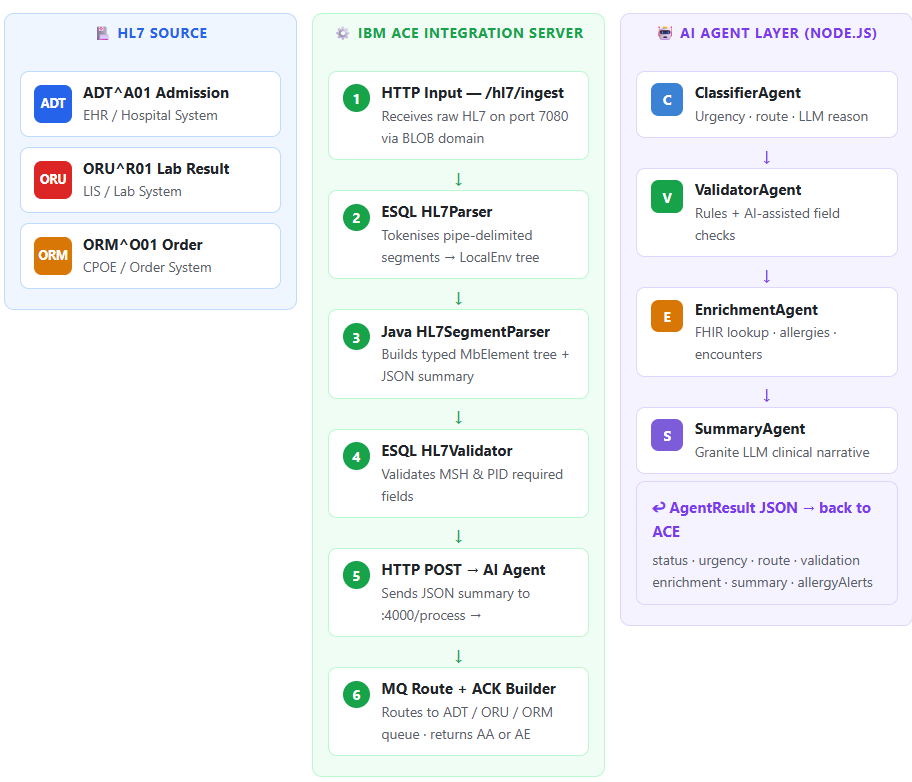 HL7 SOURCE
ADT
ADT^A01 Admission
EHR / Hospital System
ORU
ORU^R01 Lab Result
LIS / Lab System
ORM
ORM^O01 Order
CPOE / Order System
IBM ACE INTEGRATION SERVER
1
HTTP Input — /hl7/ingest
Receives raw HL7 on port 7080
via BLOB domain
↓
2
ESQL HL7Parser
Tokenises pipe-delimited
segments → LocalEnv tree
↓
3
Java HL7SegmentParser
Builds typed MbElement tree +
JSON summary
↓
4
ESQL HL7Validator
Validates MSH & PID required
fields
↓
5
HTTP POST → AI Agent
Sends JSON summary to
:4000/process →
↓
6
MQ Route + ACK Builder
Routes to ADT / ORU / ORM
queue · returns AA or AE
AI AGENT LAYER (NODE.JS)
C
ClassifierAgent
Urgency · route · LLM reason
↓
V
ValidatorAgent
Rules + AI-assisted field
checks
↓
E
EnrichmentAgent
FHIR lookup · allergies ·
encounters
↓
S
SummaryAgent
Granite LLM clinical narrative
↩ AgentResult JSON → back to
ACE
status · urgency · route · validation
enrichment · summary · allergyAlerts